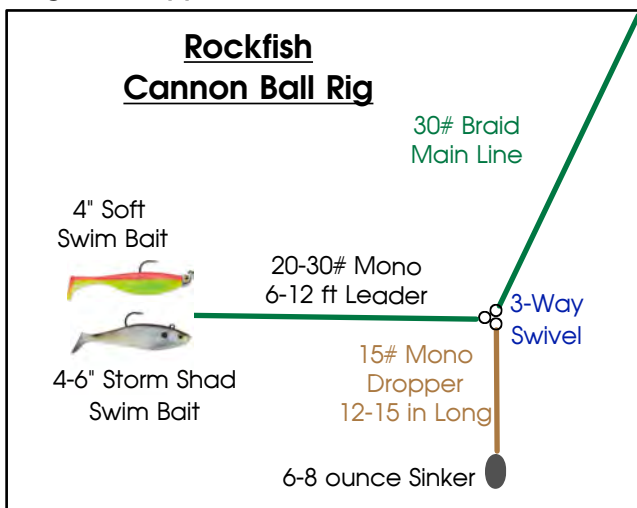 Rockfish
Cannon Ball Rig
30# Braid
Main Line
4" Soft
Swim Bait
20-30# Mono
6-12 ft Leader
3-Way
Swivel
15# Mono
Dropper
12-15 in Long
4-6" Storm Shad
Swim Bait
6-8 ounce Sinker